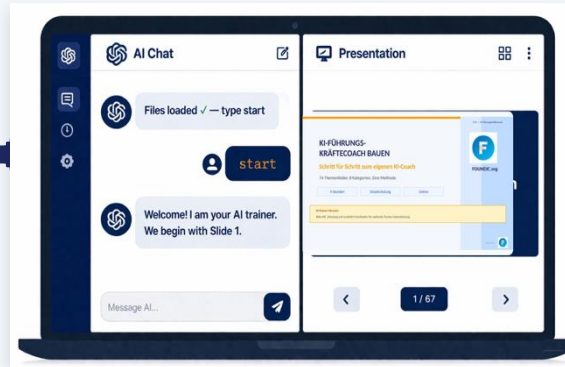 AI Chat
Files loaded ✓ — type start
start
Welcome! I am your AI trainer.
We begin with Slide 1.
Message AI...
Presentation
KI-FÜHRUNGS-
KRÄFTECOACH BAUEN
Schritt für Schritt zum eigenen KI-Coach
F
FOUNDIC.org
F
1 / 67